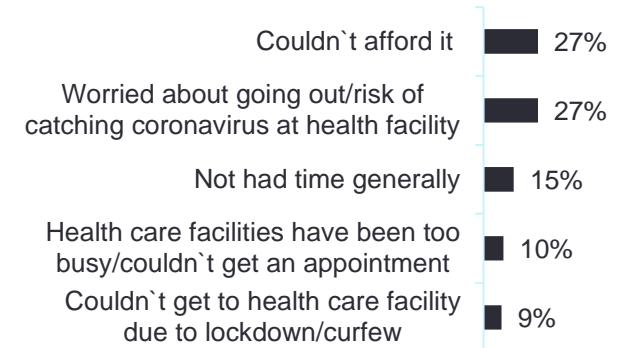 Couldn`t afford it 27%
Worried about going out/risk of
catching coronavirus at health facility 27%
Not had time generally 15%
Health care facilities have been too
busy/couldn`t get an appointment 10%
Couldn`t get to health care facility
due to lockdown/curfew 9%